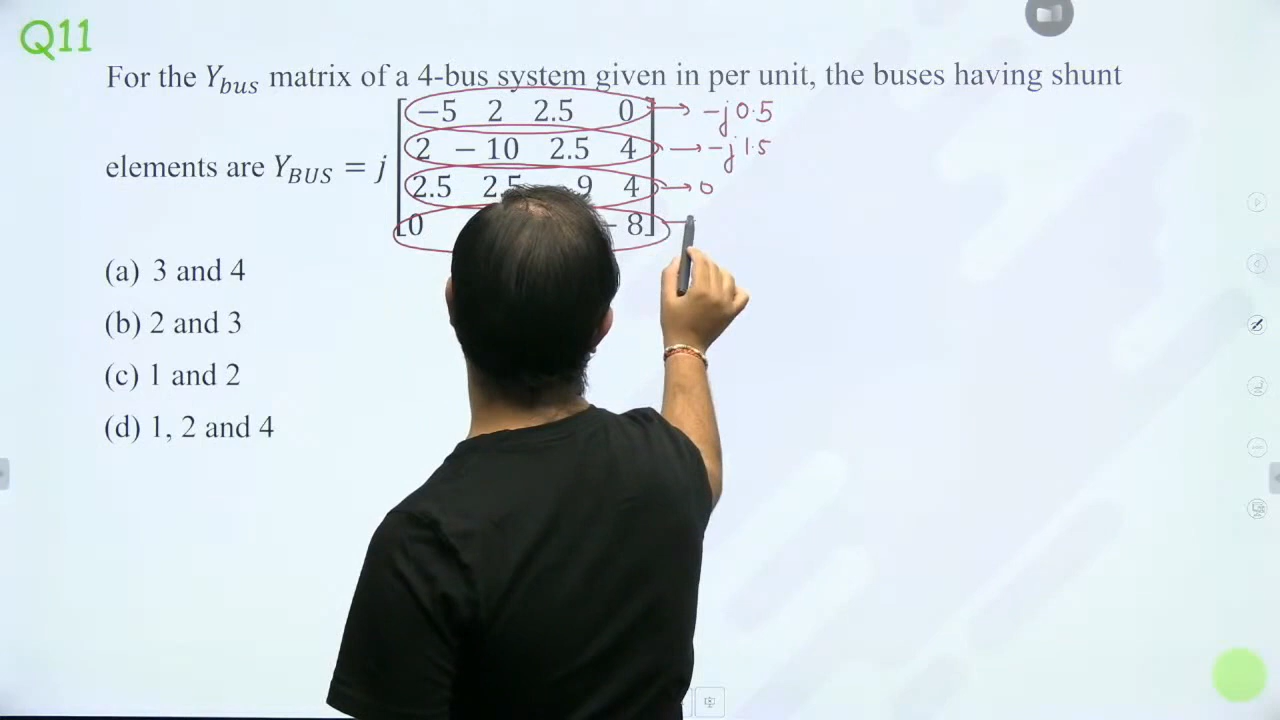 Q11
For the Y_bus matrix of a 4-bus system given in per unit, the buses having shunt
−5 2 2.5 0 → -j0.5
2 − 10 2.5 4 → -j1.5
elements are Y_BUS = j
2.5 2.5 9 4 → 0
0 − 8
(a) 3 and 4
(b) 2 and 3
(c) 1 and 2
(d) 1, 2 and 4